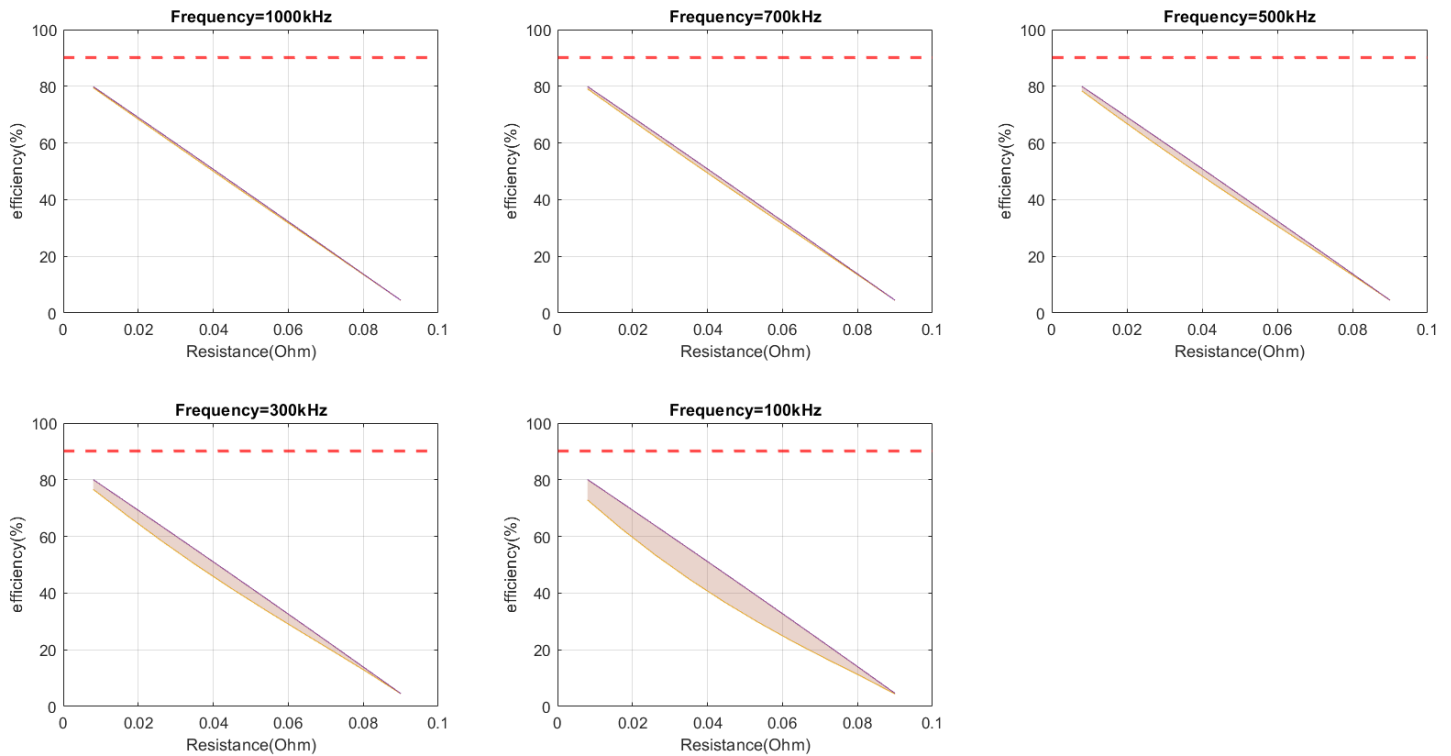 Frequency=1000kHz
100
80
60
40
20
0
efficiency(%)
0 0.02 0.04 0.06 0.08 0.1
Resistance(Ohm)
Frequency=700kHz
100
80
60
40
20
0
efficiency(%)
0 0.02 0.04 0.06 0.08 0.1
Resistance(Ohm)
Frequency=500kHz
100
80
60
40
20
0
efficiency(%)
0 0.02 0.04 0.06 0.08 0.1
Resistance(Ohm)
Frequency=300kHz
100
80
60
40
20
0
efficiency(%)
0 0.02 0.04 0.06 0.08 0.1
Resistance(Ohm)
Frequency=100kHz
100
80
60
40
20
0
efficiency(%)
0 0.02 0.04 0.06 0.08 0.1
Resistance(Ohm)